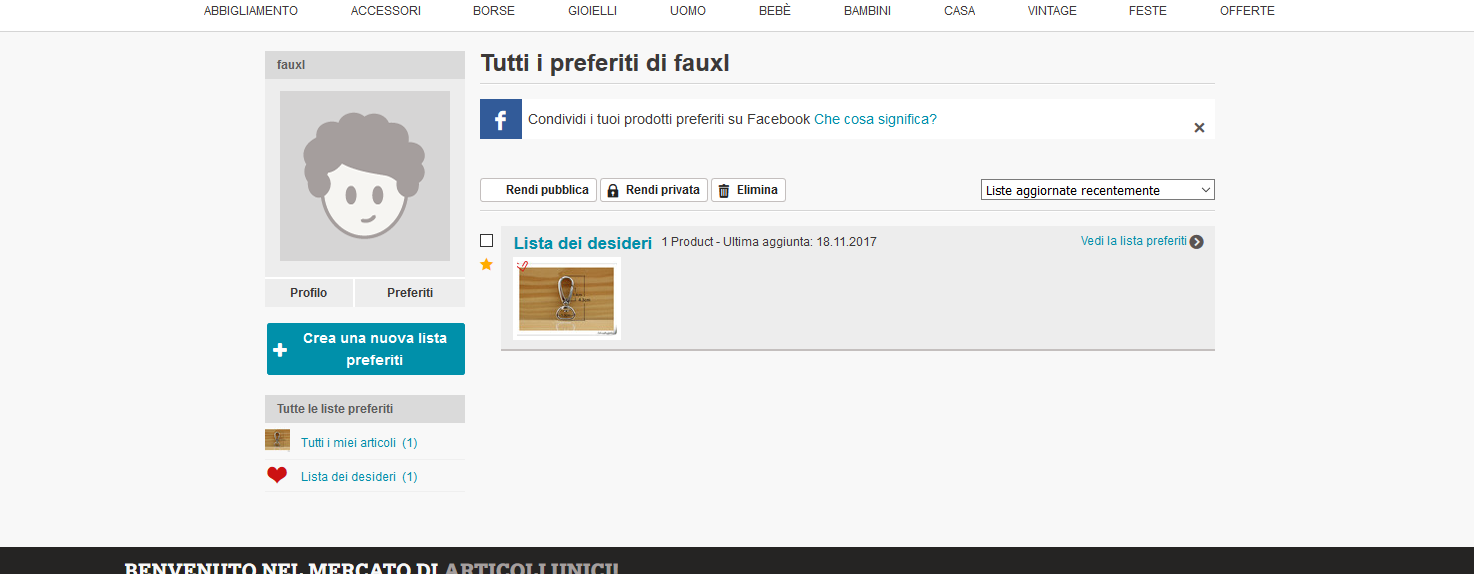 ABBIGLIAMENTO ACCESSORI BORSE GIOIELLI UOMO BEBÈ BAMBINI CASA VINTAGE FESTE OFFERTE
fauxl
Profilo Preferiti
Crea una nuova lista
preferiti
Tutte le liste preferiti
Tutti i miei articoli (1)
Lista dei desideri (1)
Tutti i preferiti di fauxl
Condividi i tuoi prodotti preferiti su Facebook Che cosa significa?
Rendi pubblica Rendi privata Elimina Liste aggiornate recentemente
Lista dei desideri 1 Product - Ultima aggiunta: 18.11.2017 Vedi la lista preferiti
BENVENUTO NEL MERCATO DI ARTICOLI UNICI!